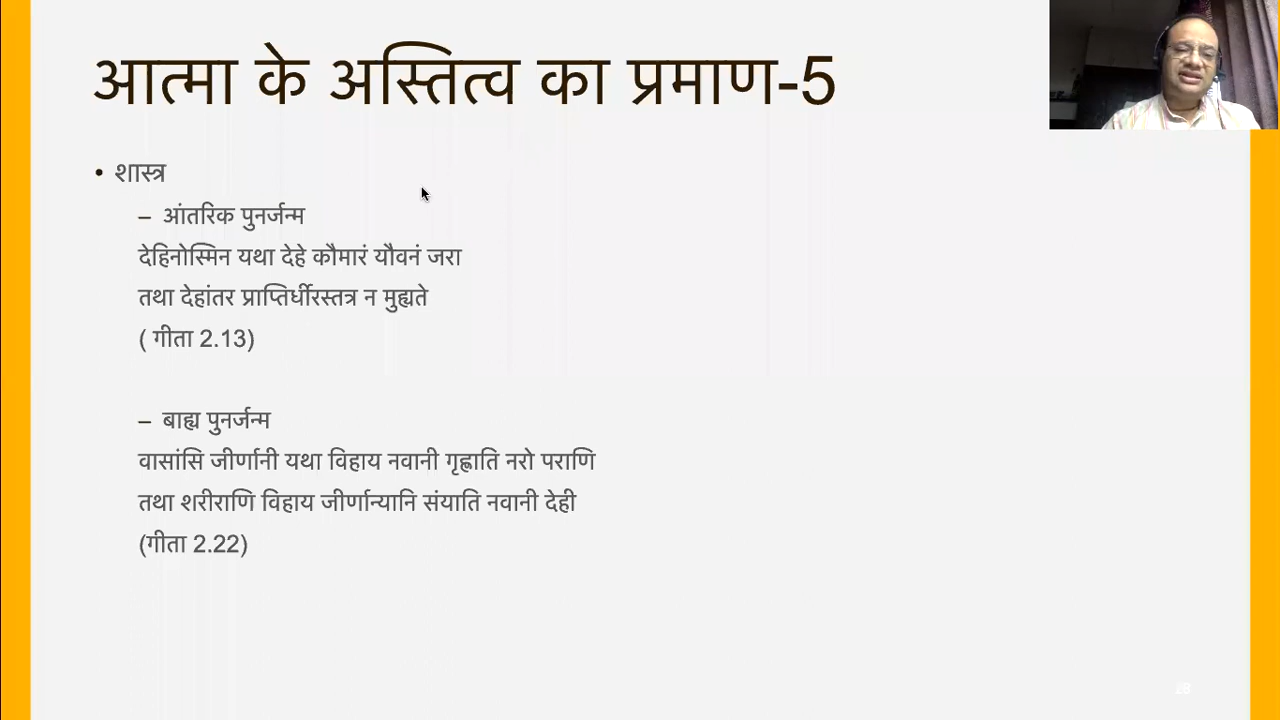 आत्मा के अस्तित्व का प्रमाण-5
• शास्त्र
– आंतरिक पुनर्जन्म
देहिनोस्मिन यथा देहे कौमारं यौवनं जरा
तथा देहांतर प्राप्तिर्धीरस्तत्र न मुह्यते
( गीता 2.13)
– बाह्य पुनर्जन्म
वासांसि जीर्णानी यथा विहाय नवानी गृह्णाति नरो पराणि
तथा शरीराणि विहाय जीर्णान्यानि संयाति नवानी देही
(गीता 2.22)
28